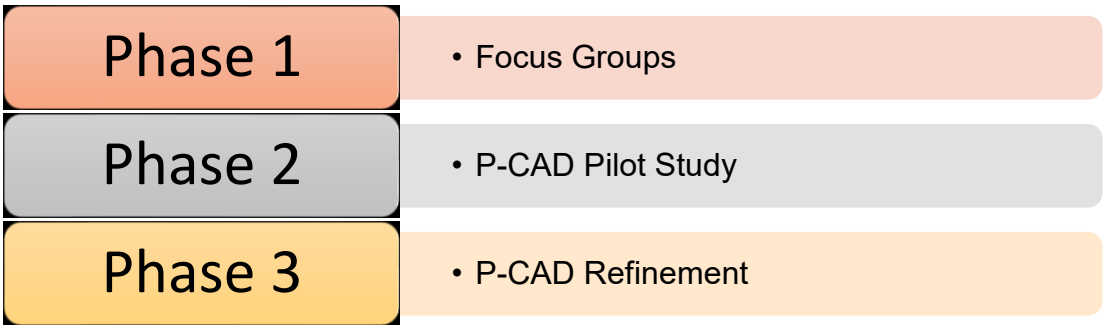 Phase 1
• Focus Groups
Phase 2
• P-CAD Pilot Study
Phase 3
• P-CAD Refinement